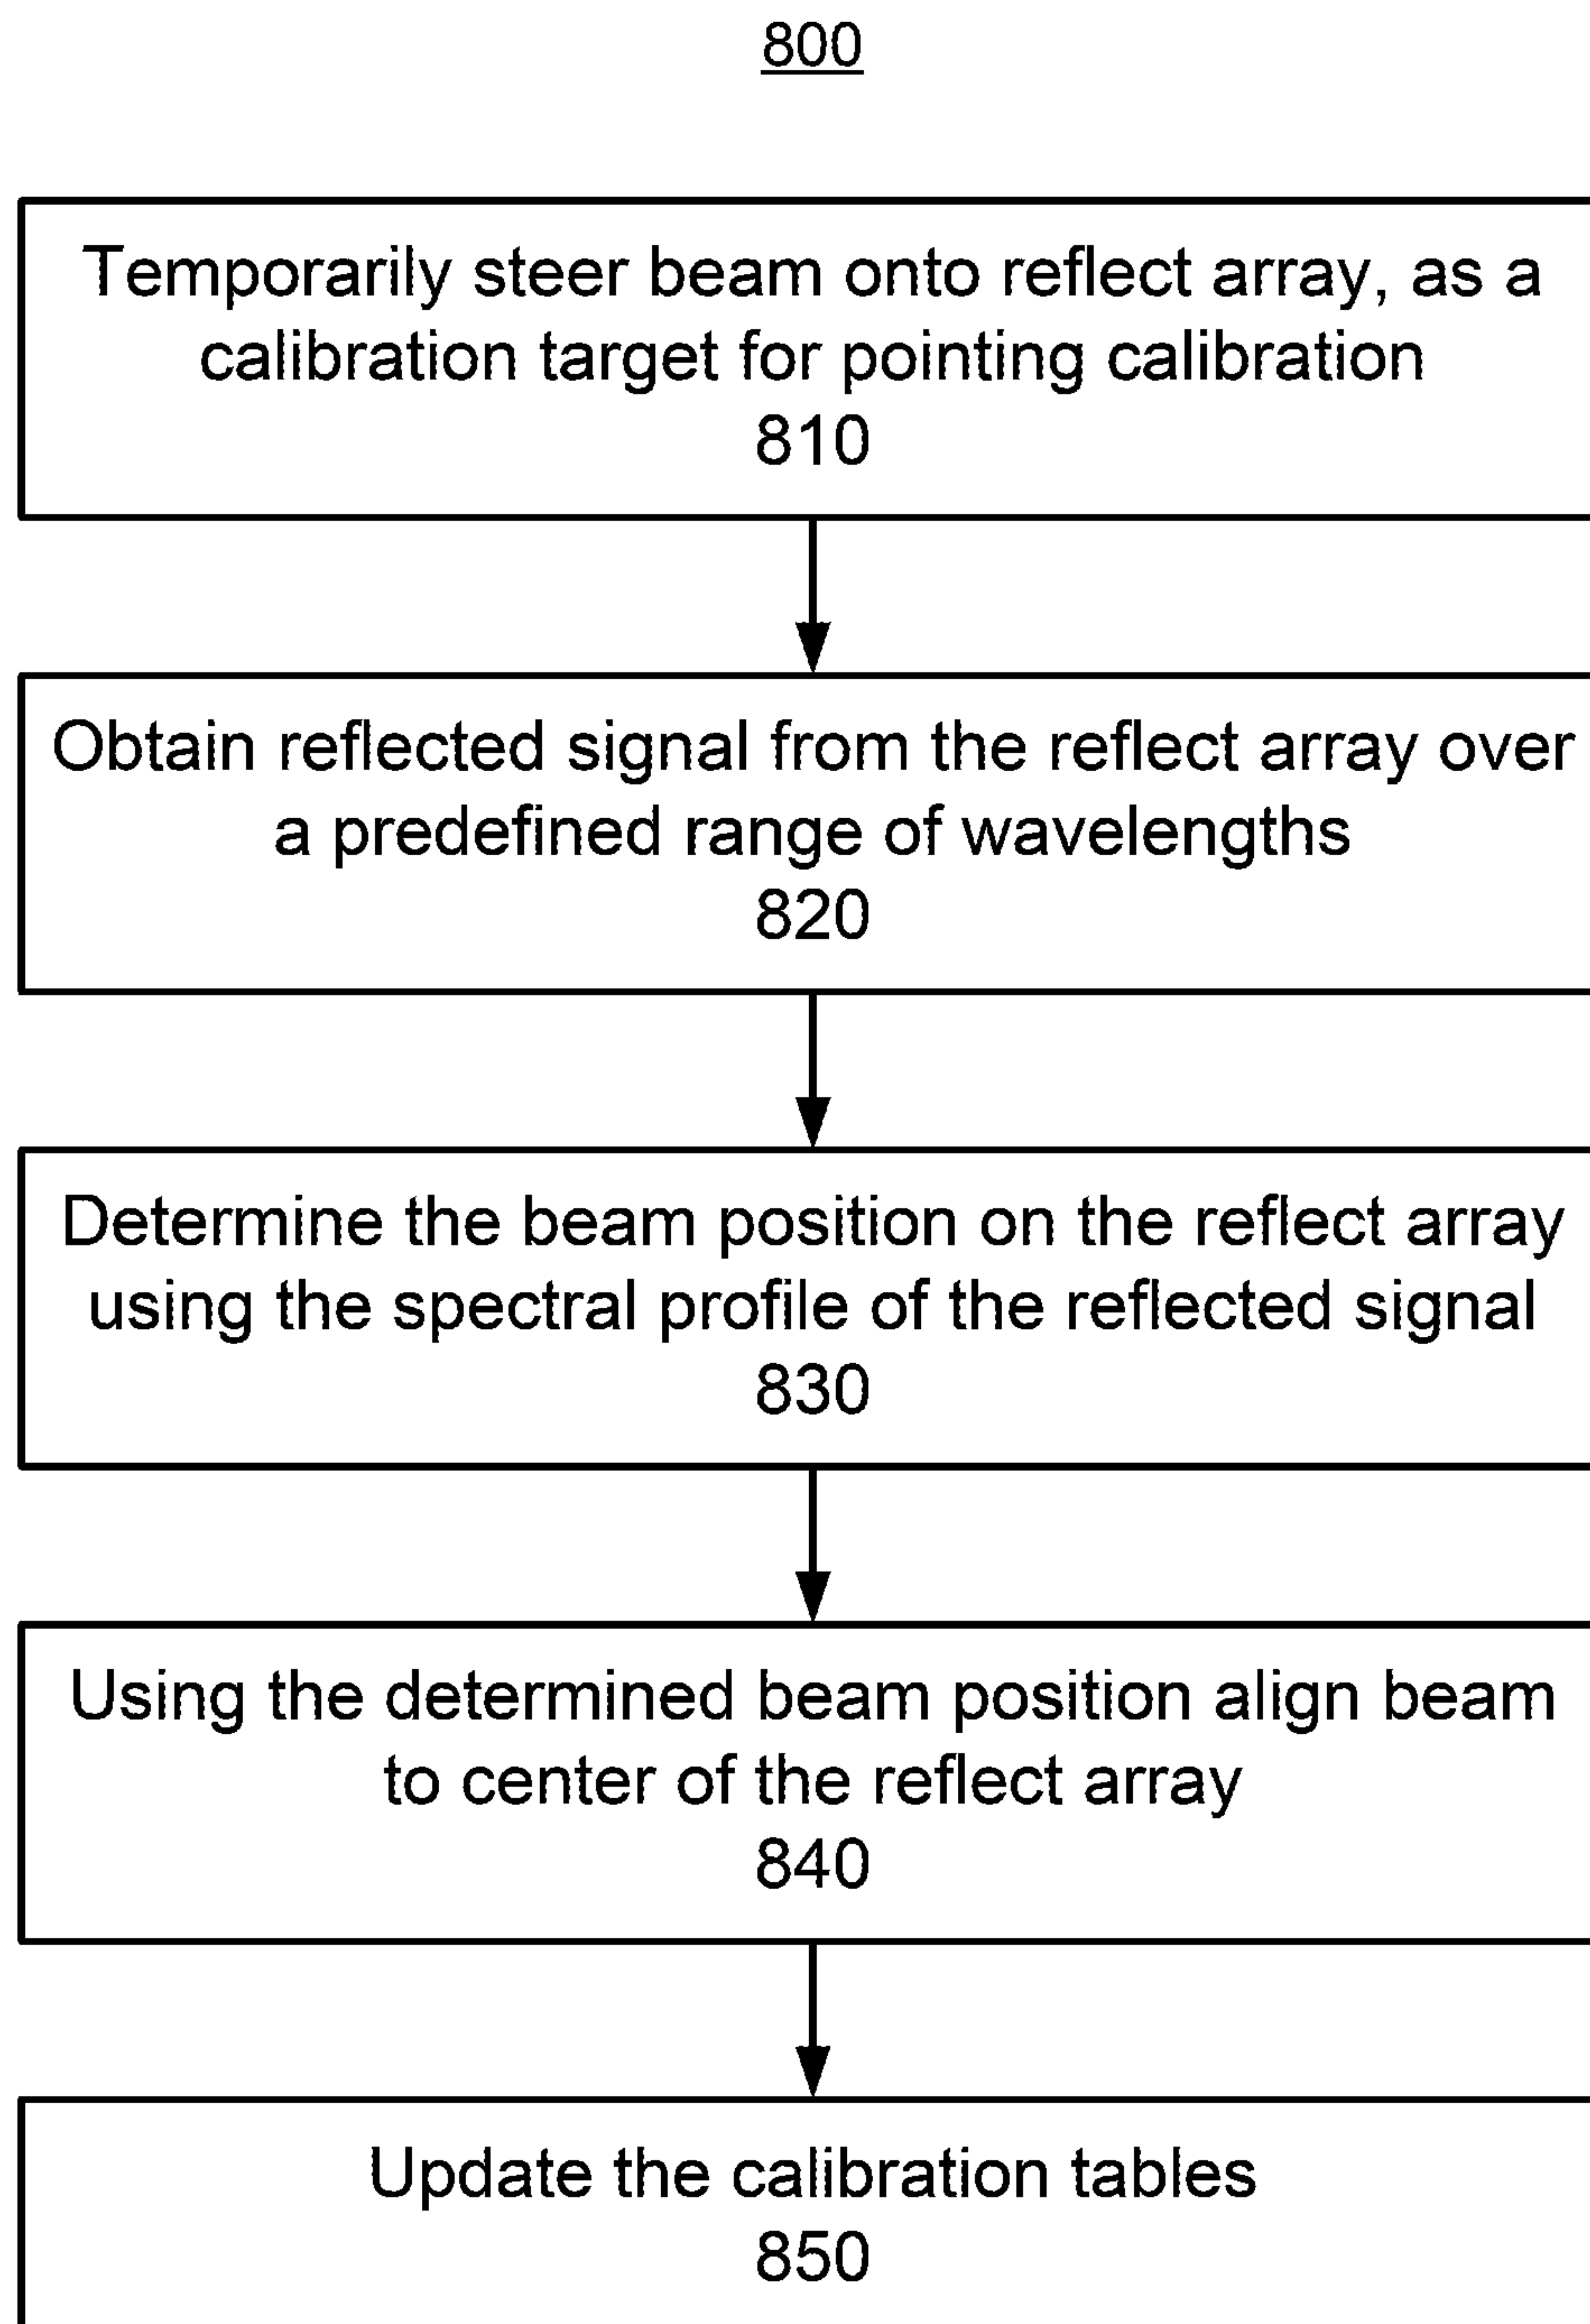 800
Temporarily steer beam onto reflect array, as a
calibration target for pointing calibration
810
Obtain reflected signal from the reflect array over
a predefined range of wavelengths
820
Determine the beam position on the reflect array
using the spectral profile of the reflected signal
830
Using the determined beam position align beam
to center of the reflect array
840
Update the calibration tables
850